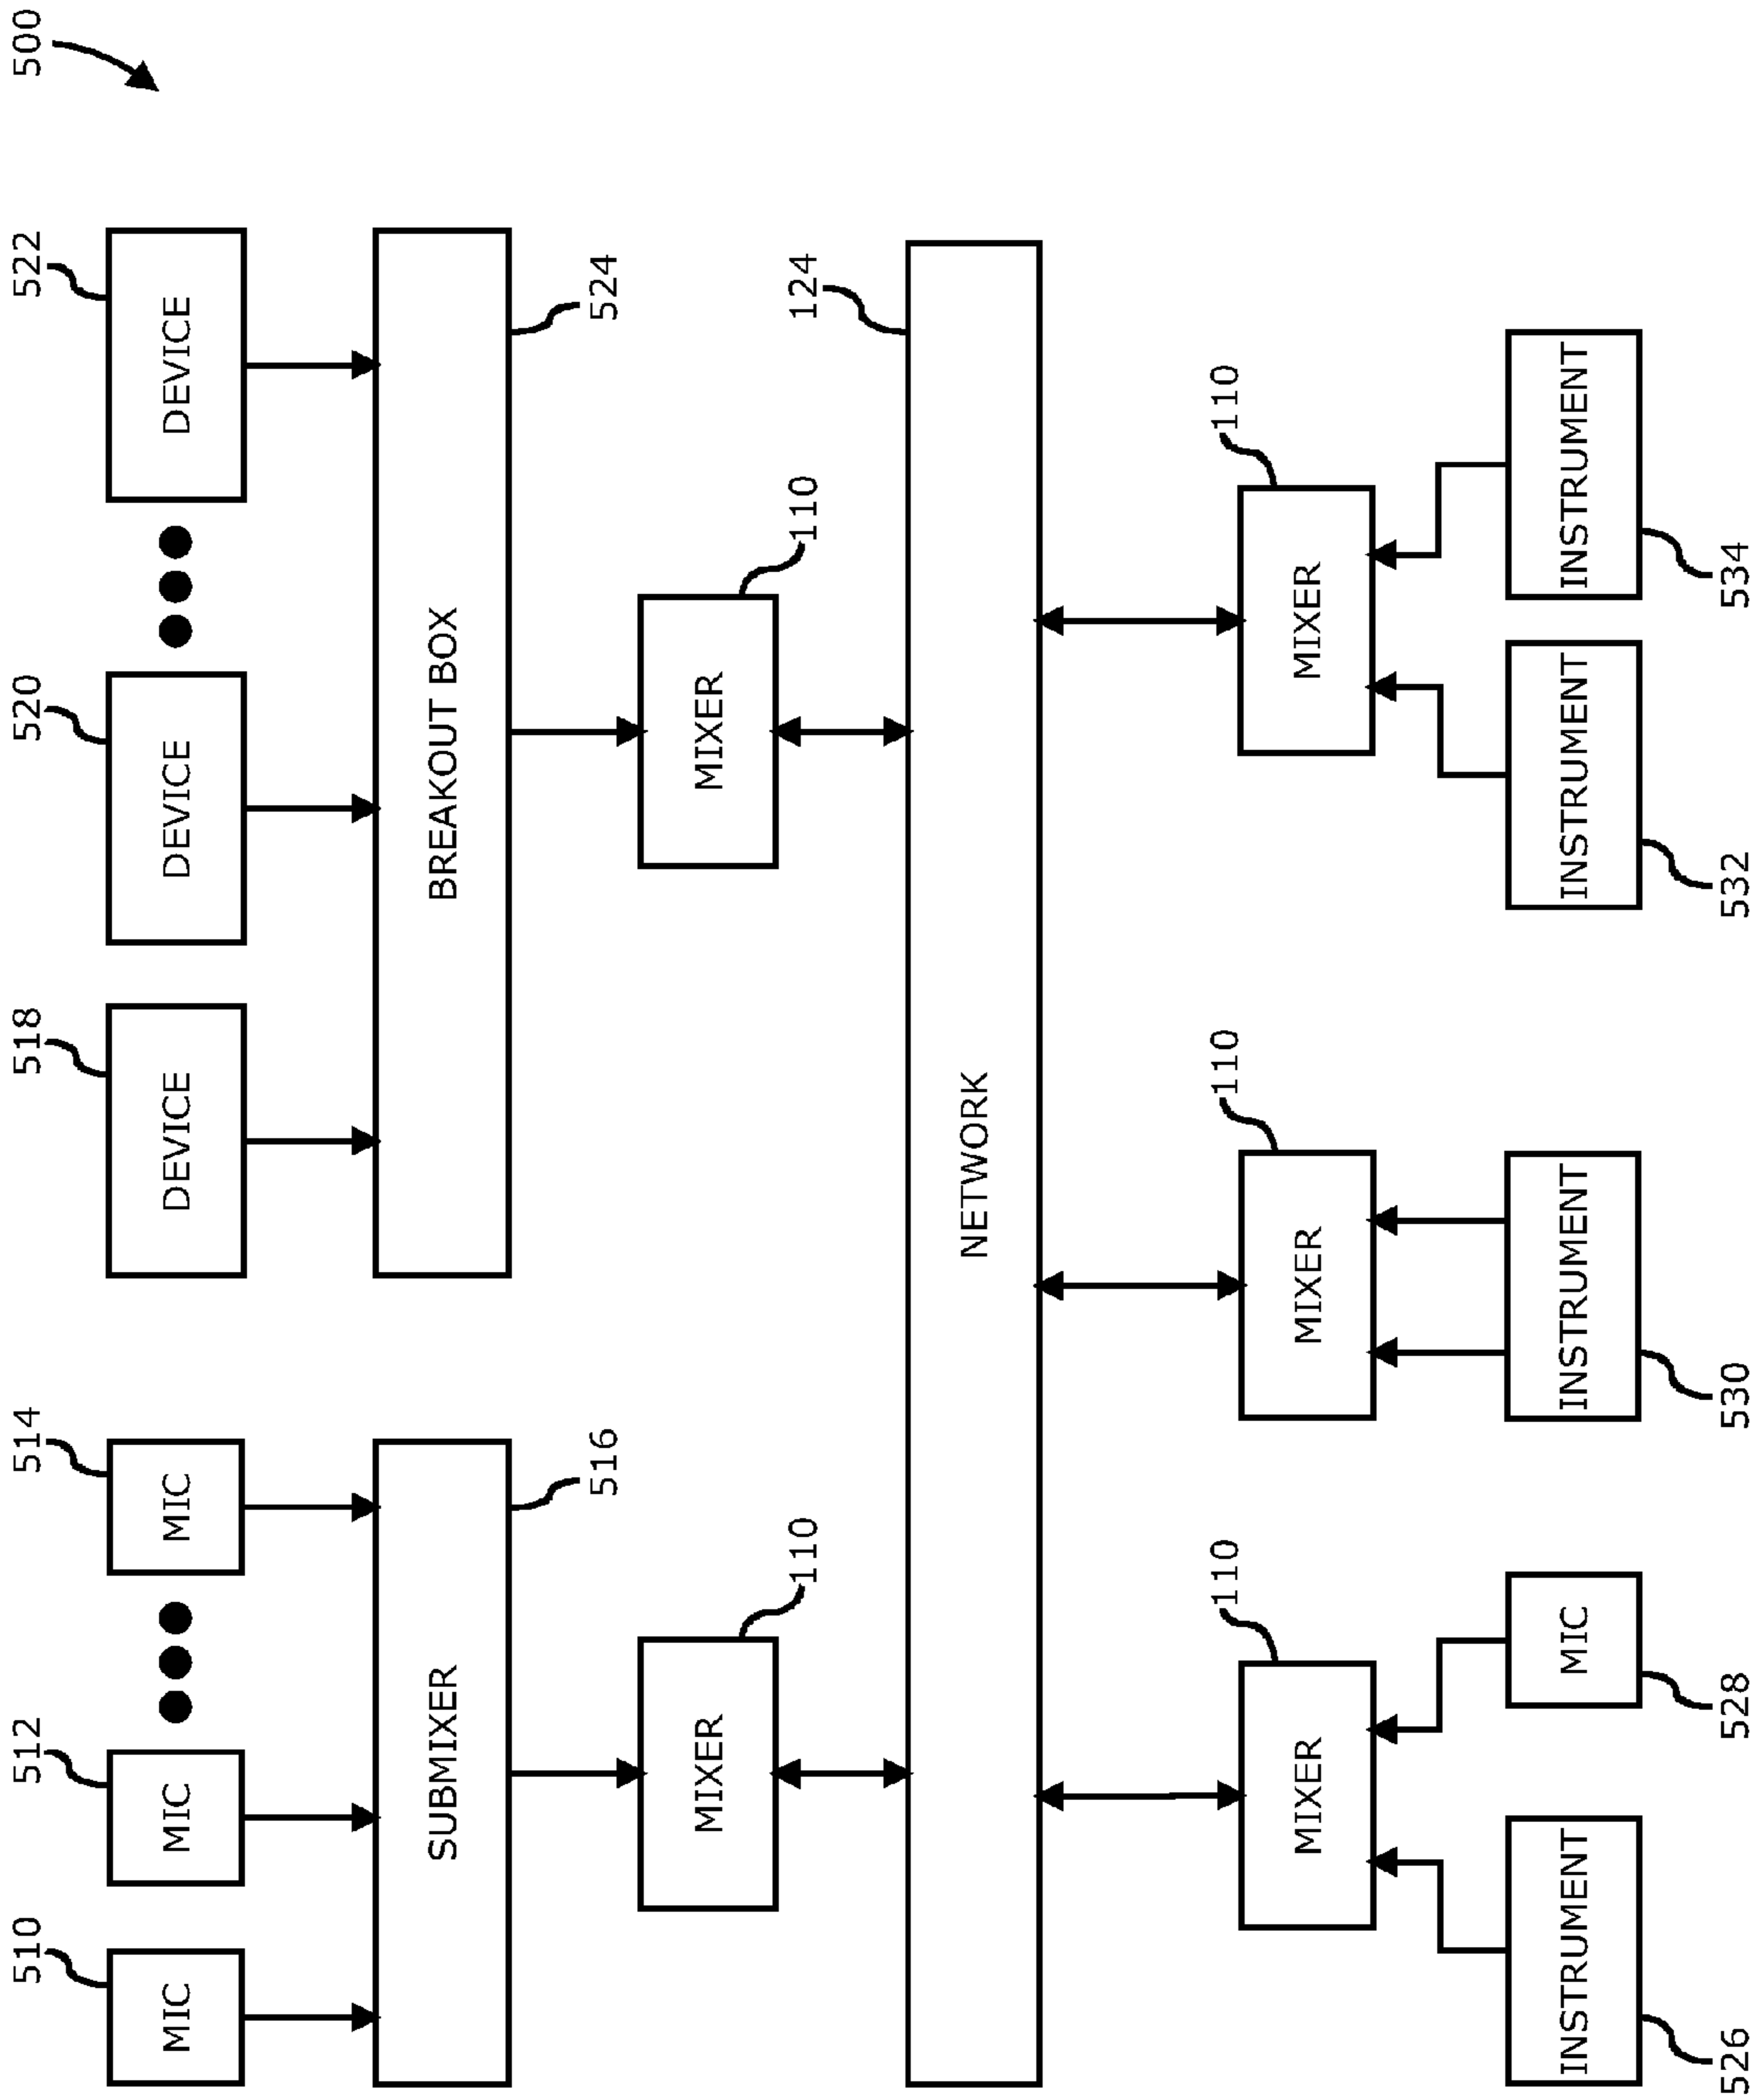 500
510
512
514
518
520
522
MIC
MIC
MIC
DEVICE
DEVICE
DEVICE
SUBMIXER
BREAKOUT BOX
516
524
MIXER
MIXER
110
110
124
NETWORK
110
110
110
MIXER
MIXER
MIXER
INSTRUMENT
MIC
INSTRUMENT
INSTRUMENT
INSTRUMENT
526
528
530
532
534